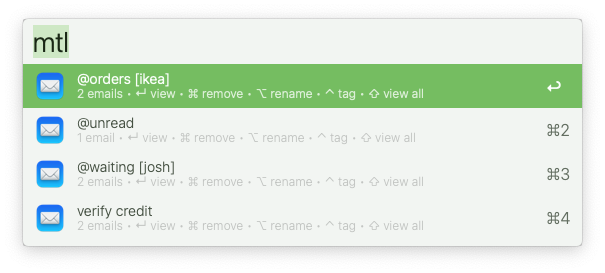 mtl
@orders [ikea]
2 emails • ↩ view • ⌘ remove • ⌥ rename • ^ tag • ⇧ view all
↩
@unread
1 email • ↩ view • ⌘ remove • ⌥ rename • ^ tag • ⇧ view all
⌘2
@waiting [josh]
2 emails • ↩ view • ⌘ remove • ⌥ rename • ^ tag • ⇧ view all
⌘3
verify credit
2 emails • ↩ view • ⌘ remove • ⌥ rename • ^ tag • ⇧ view all
⌘4